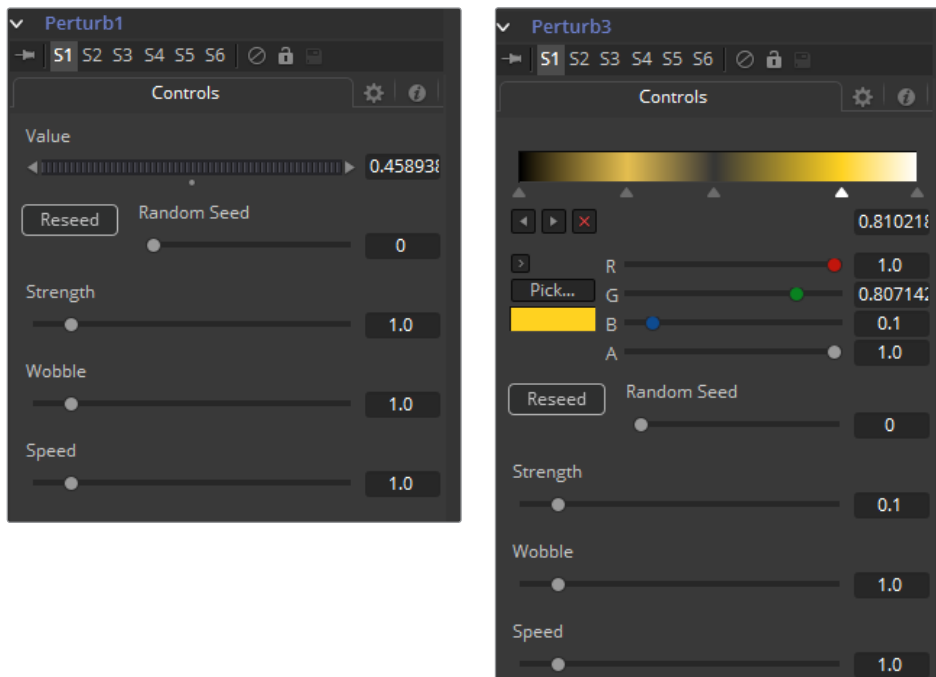 Perturb1
S1 S2 S3 S4 S5 S6
Controls
Value
0.458938
Reseed
Random Seed
0
Strength
1.0
Wobble
1.0
Speed
1.0
Perturb3
S1 S2 S3 S4 S5 S6
Controls
0.810218
R 1.0
Pick...
G 0.807142
B 0.1
A 1.0
Reseed
Random Seed
0
Strength
0.1
Wobble
1.0
Speed
1.0